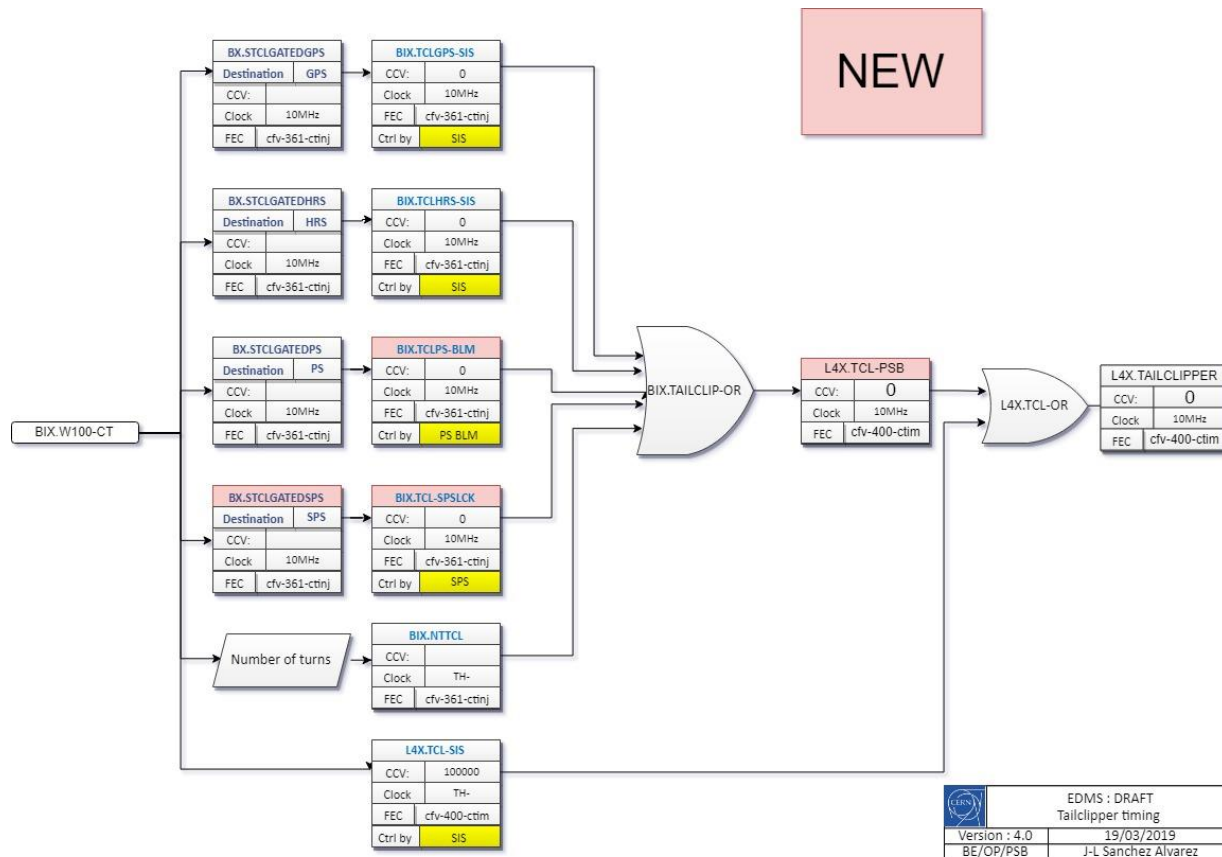 NEW
BX.STCLGATEDGPS
Destination GPS
CCV:
Clock 10MHz
FEC cfv-361-ctinj
BIX.TCLGPS-SIS
CCV: 0
Clock 10MHz
FEC cfv-361-ctinj
Ctrl by SIS
BX.STCLGATEDHRS
Destination HRS
CCV:
Clock 10MHz
FEC cfv-361-ctinj
BIX.TCLHRS-SIS
CCV: 0
Clock 10MHz
FEC cfv-361-ctinj
Ctrl by SIS
BX.STCLGATEDPS
Destination PS
CCV:
Clock 10MHz
FEC cfv-361-ctinj
BIX.TCLPS-BLM
CCV: 0
Clock 10MHz
FEC cfv-361-ctinj
Ctrl by PS BLM
BIX.W100-CT
BX.STCLGATEDSPS
Destination SPS
CCV:
Clock 10MHz
FEC cfv-361-ctinj
BIX.TCL-SPSLCK
CCV: 0
Clock 10MHz
FEC cfv-361-ctinj
Ctrl by SPS
Number of turns
BIX.NTTCL
CCV:
Clock TH-
FEC cfv-361-ctinj
L4X.TCL-SIS
CCV: 100000
Clock TH-
FEC cfv-400-ctim
Ctrl by SIS
BIX.TAILCLIP-OR
L4X.TCL-PSB
CCV: 0
Clock 10MHz
FEC cfv-400-ctim
L4X.TCL-OR
L4X.TAILCLIPPER
CCV: 0
Clock 10MHz
FEC cfv-400-ctim
CERN
EDMS : DRAFT
Tailclipper timing
Version : 4.0 19/03/2019
BE/OP/PSB J-L Sanchez Alvarez